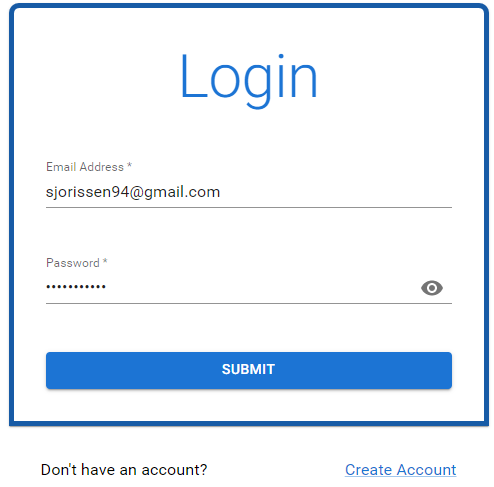 Login
Email Address *
sjorissen94@gmail.com
Password *
•••••••••••
SUBMIT
Don't have an account? Create Account